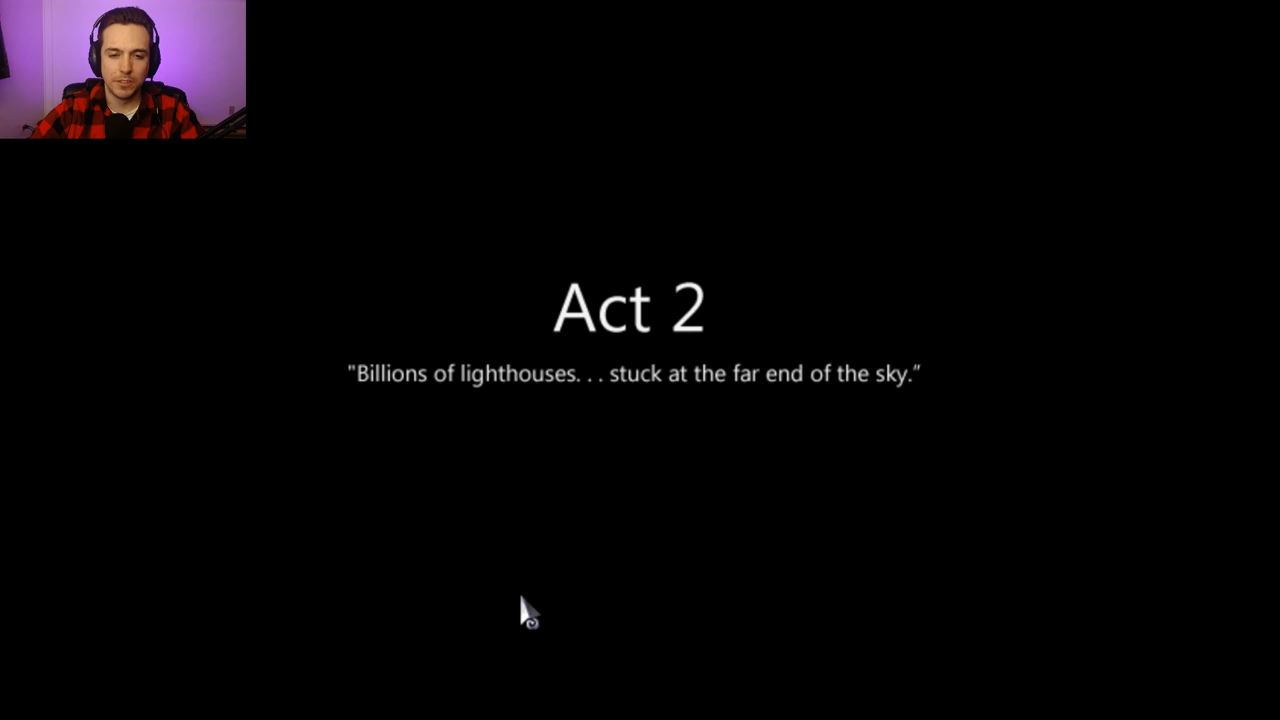 Act 2
"Billions of lighthouses. . . stuck at the far end of the sky.”